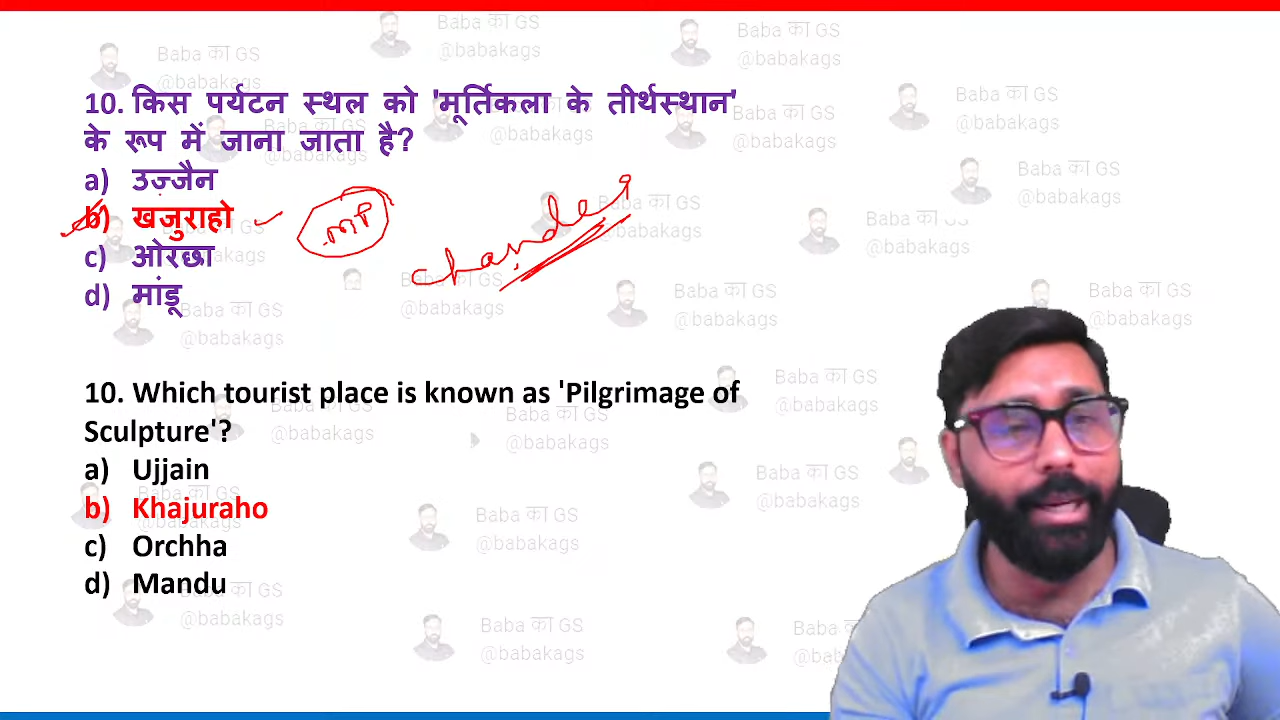 10. किस पर्यटन स्थल को 'मूर्तिकला के तीर्थस्थान'
के रूप में जाना जाता है?
a) उज्जैन
b) खजुराहो
MP
chandel
c) ओरछा
d) मांडू
10. Which tourist place is known as 'Pilgrimage of
Sculpture'?
a) Ujjain
b) Khajuraho
c) Orchha
d) Mandu
Baba का GS
@babakags